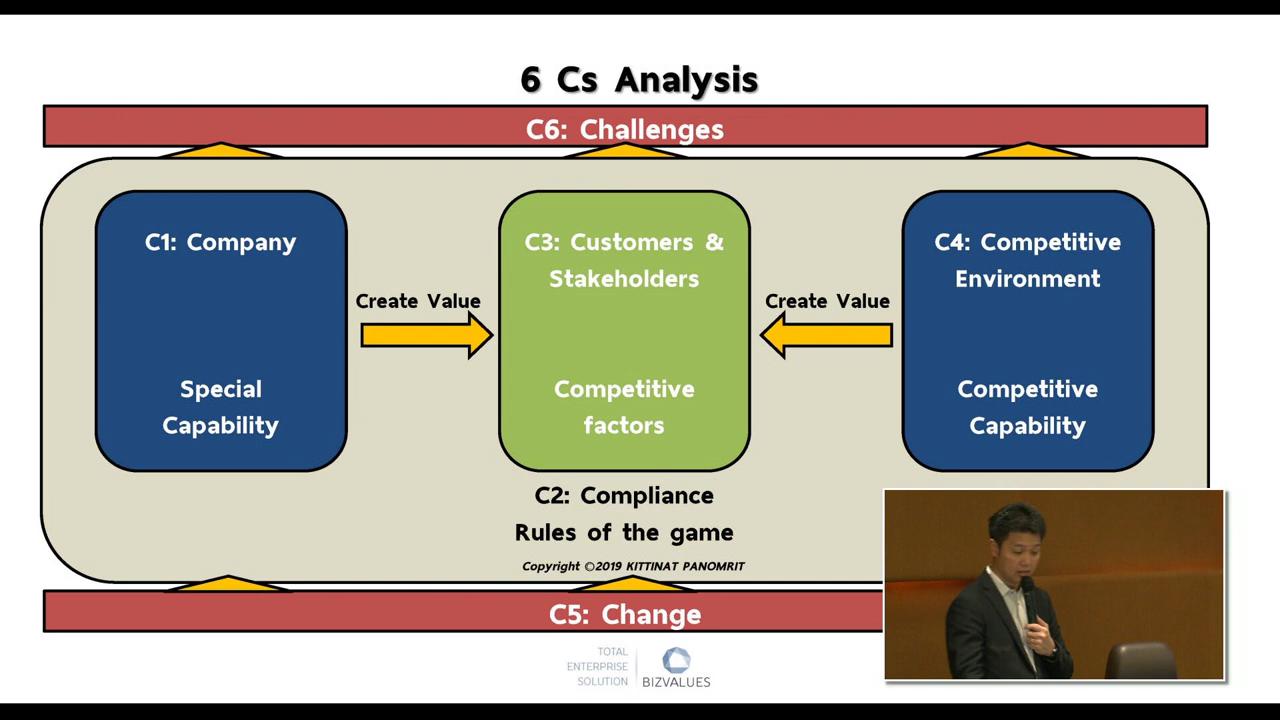 6 Cs Analysis
C6: Challenges
C1: Company
Special
Capability
Create Value
C3: Customers &
Stakeholders
Competitive
factors
Create Value
C4: Competitive
Environment
Competitive
Capability
C2: Compliance
Rules of the game
Copyright ©2019 KITTINAT PANOMRIT
C5: Change
TOTAL
ENTERPRISE
SOLUTION
BIZVALUES